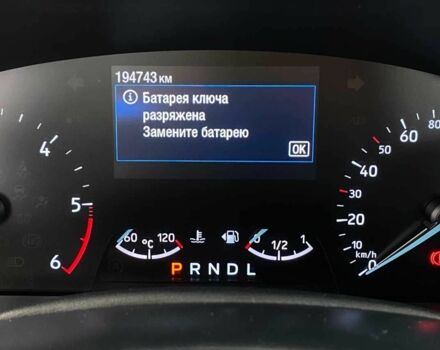 194743 км
Батарея ключа
разряжена
Замените батарею
OK
4
5
6
60 °C 120
0 1/2 1
P R N D L
80
60
50
40
30
20
10
0
km/h